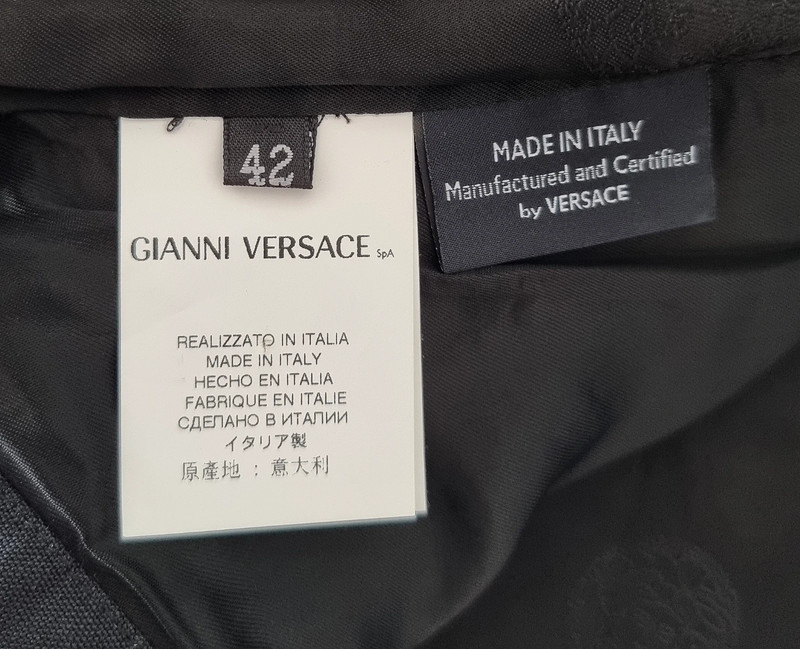 42
GIANNI VERSACE SpA
REALIZZATO IN ITALIA
MADE IN ITALY
HECHO EN ITALIA
FABRIQUE EN ITALIE
СДЕЛАНО В ИТАЛИИ
イタリア製
原產地 : 意大利
MADE IN ITALY
Manufactured and Certified
by VERSACE